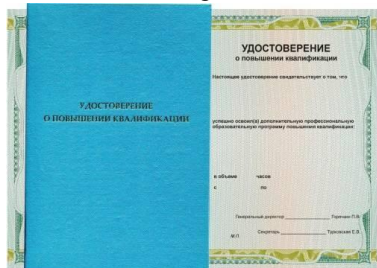 УДОСТОВЕРЕНИЕ
О ПОВЫШЕНИИ КВАЛИФИКАЦИИ
УДОСТОВЕРЕНИЕ
о повышении квалификации
Настоящее удостоверение свидетельствует о том, что
успешно освоил(а) дополнительную профессиональную
образовательную программу повышения квалификации:
в объеме часов
с по
Генеральный директор
Секретарь
М.П.